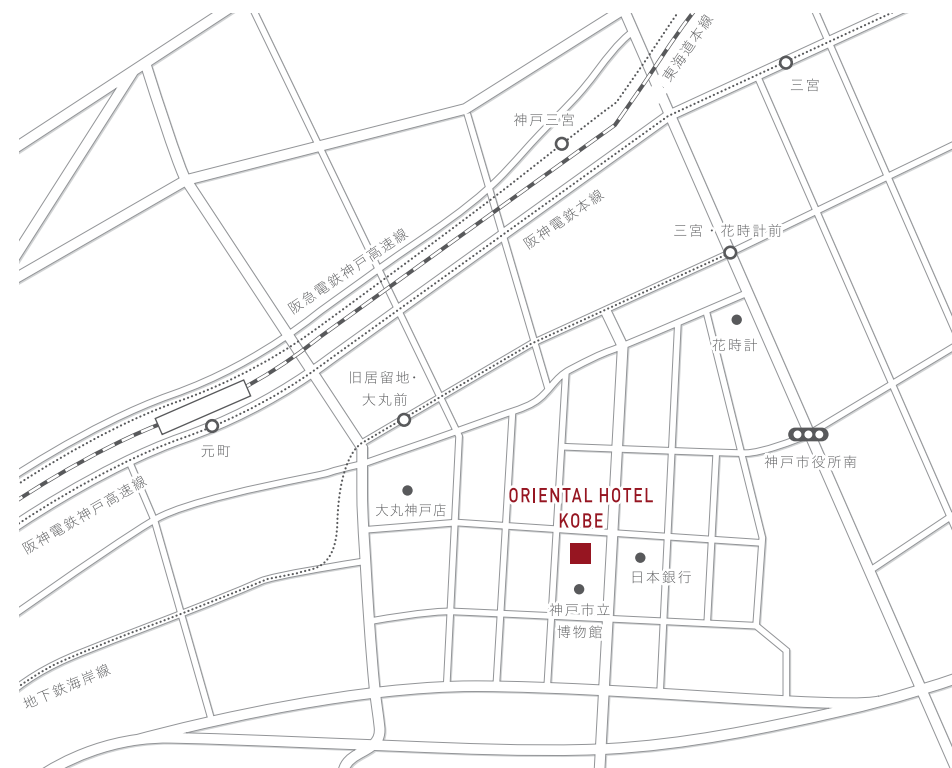 東海道本線
三宮
神戸三宮
阪神電鉄本線
三宮・花時計前
阪急電鉄神戸高速線
花時計
旧居留地・
大丸前
元町
神戸市役所南
阪神電鉄神戸高速線
大丸神戸店
ORIENTAL HOTEL
KOBE
日本銀行
神戸市立
博物館
地下鉄海岸線